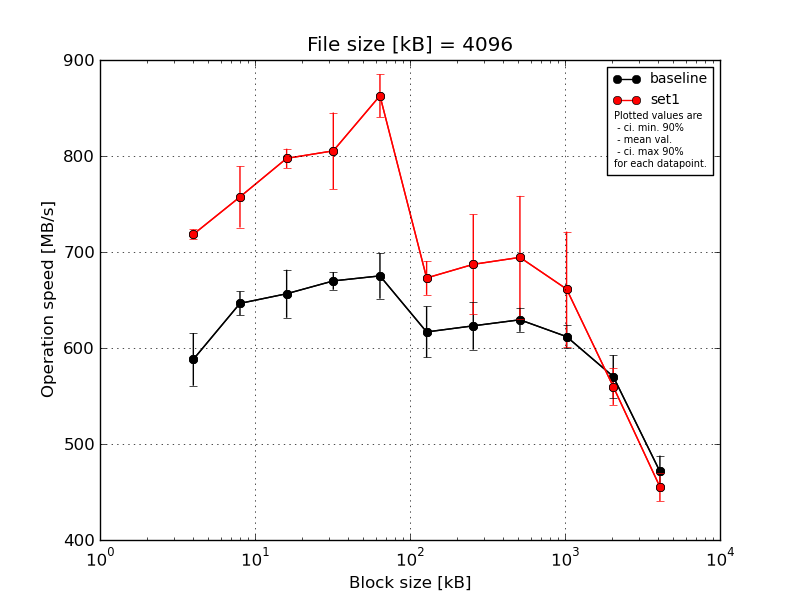 File size [kB] = 4096
900
800
700
600
500
400
Operation speed [MB/s]
baseline
set1
Plotted values are
- ci. min. 90%
- mean val.
- ci. max 90%
for each datapoint.
10^0 10^1 10^2 10^3 10^4
Block size [kB]